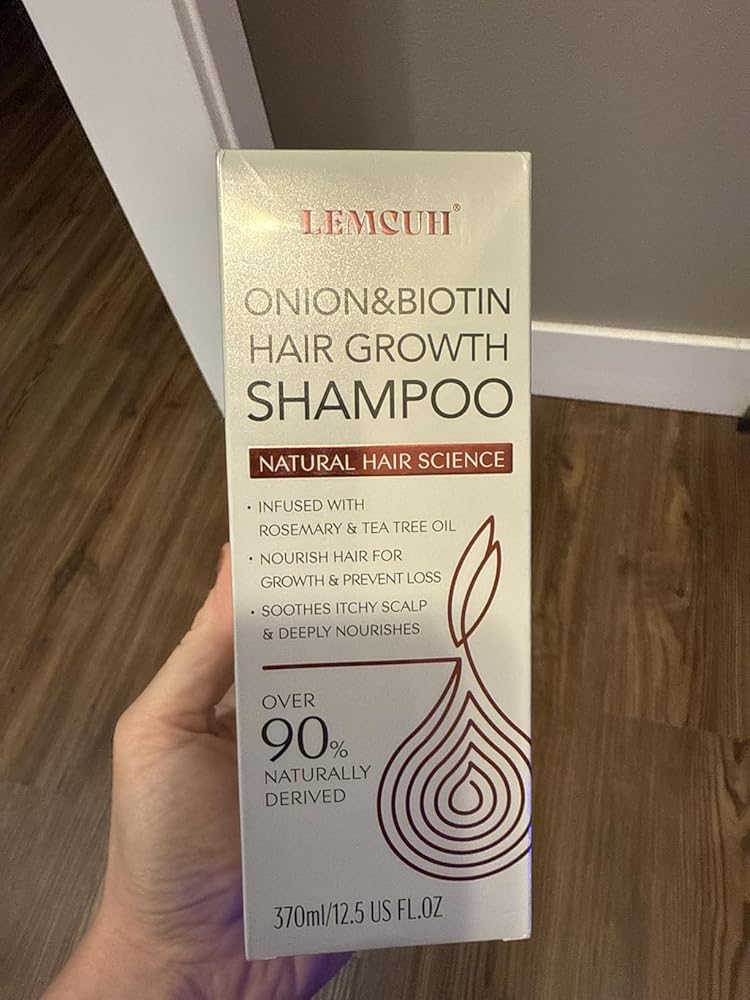 LEMCUH®
ONION&BIOTIN
HAIR GROWTH
SHAMPOO
NATURAL HAIR SCIENCE
· INFUSED WITH
ROSEMARY & TEA TREE OIL
· NOURISH HAIR FOR
GROWTH & PREVENT LOSS
· SOOTHES ITCHY SCALP
& DEEPLY NOURISHES
OVER
90%
NATURALLY
DERIVED
370ml/12.5 US FL.OZ